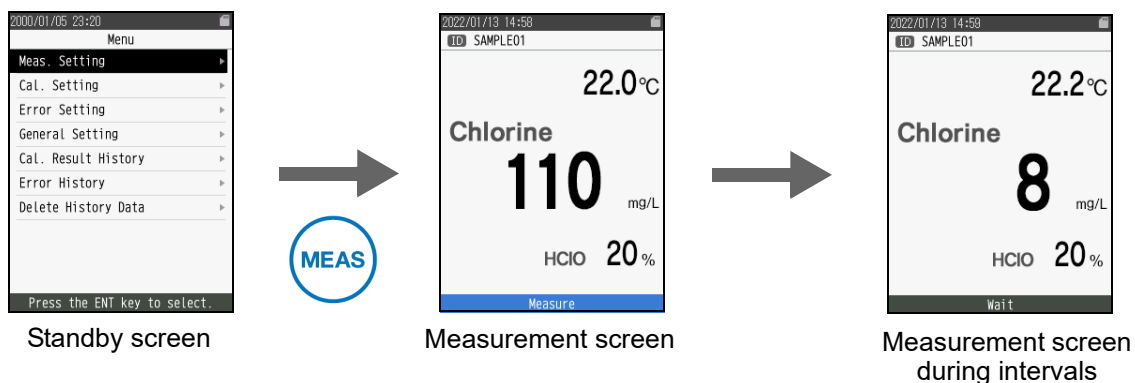 2000/01/05 23:20
Menu
Meas. Setting
Cal. Setting
Error Setting
General Setting
Cal. Result History
Error History
Delete History Data
Press the ENT key to select.
Standby screen
MEAS
2022/01/13 14:58
ID SAMPLE01
22.0℃
Chlorine
110 mg/L
HClO 20 %
Measure
Measurement screen
2022/01/13 14:59
ID SAMPLE01
22.2℃
Chlorine
8 mg/L
HClO 20 %
Wait
Measurement screen
during intervals